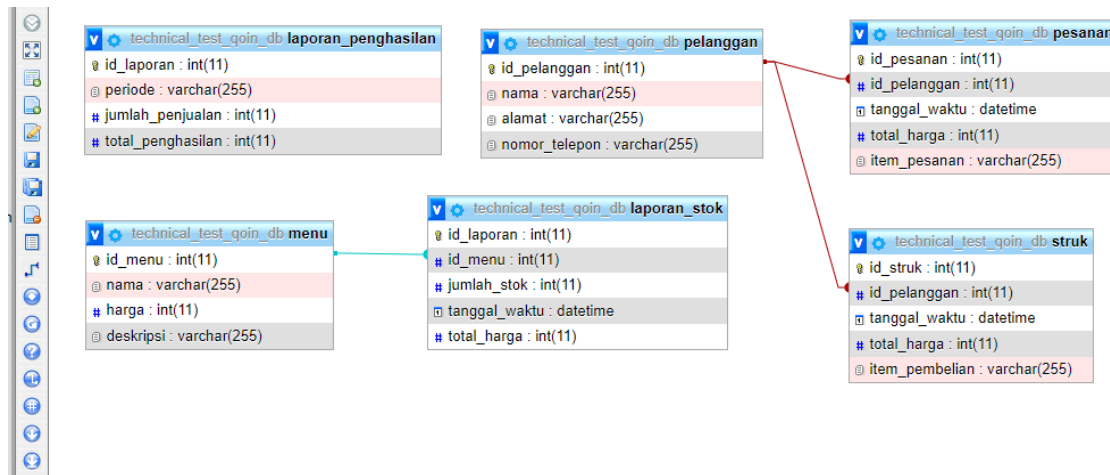 technical_test_qoin_db laporan_penghasilan
id_laporan : int(11)
periode : varchar(255)
jumlah_penjualan : int(11)
total_penghasilan : int(11)
technical_test_qoin_db pelanggan
id_pelanggan : int(11)
nama : varchar(255)
alamat : varchar(255)
nomor_telepon : varchar(255)
technical_test_qoin_db pesanan
id_pesanan : int(11)
id_pelanggan : int(11)
tanggal_waktu : datetime
total_harga : int(11)
item_pesanan : varchar(255)
technical_test_qoin_db menu
id_menu : int(11)
nama : varchar(255)
harga : int(11)
deskripsi : varchar(255)
technical_test_qoin_db laporan_stok
id_laporan : int(11)
id_menu : int(11)
jumlah_stok : int(11)
tanggal_waktu : datetime
total_harga : int(11)
technical_test_qoin_db struk
id_struk : int(11)
id_pelanggan : int(11)
tanggal_waktu : datetime
total_harga : int(11)
item_pembelian : varchar(255)